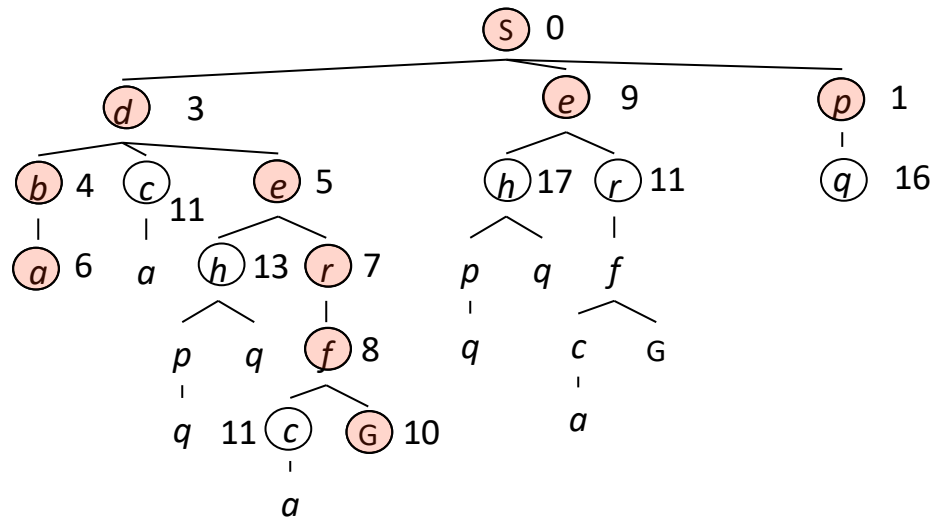 S 0
d 3 e 9 p 1
b 4 c 11 e 5 h 17 r 11 q 16
a 6 a h 13 r 7 p q f
p q f 8 q c G
q 11 c G 10 a
a